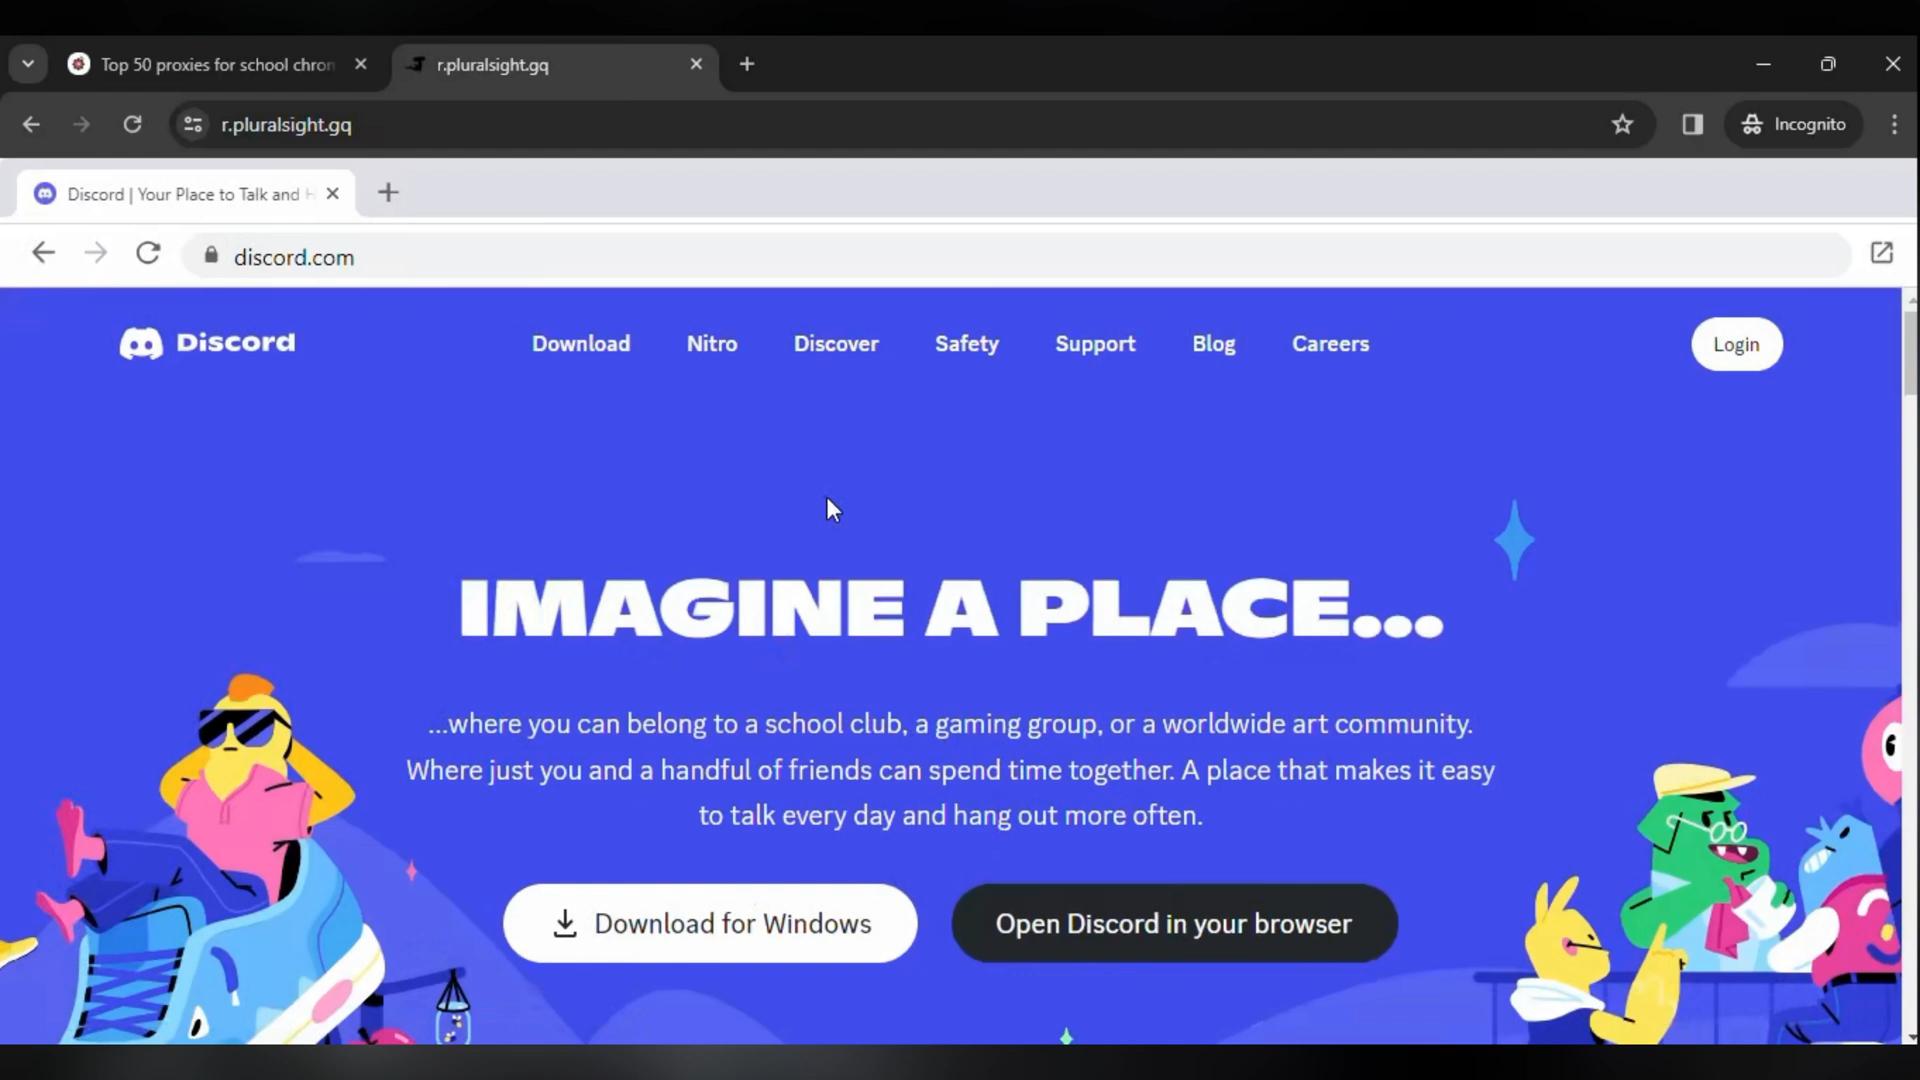 Top 50 proxies for school chron
r.pluralsight.gq
r.pluralsight.gq
Incognito
Discord | Your Place to Talk and H
discord.com
Discord
Download
Nitro
Discover
Safety
Support
Blog
Careers
Login
IMAGINE A PLACE...
...where you can belong to a school club, a gaming group, or a worldwide art community.
Where just you and a handful of friends can spend time together. A place that makes it easy
to talk every day and hang out more often.
Download for Windows
Open Discord in your browser